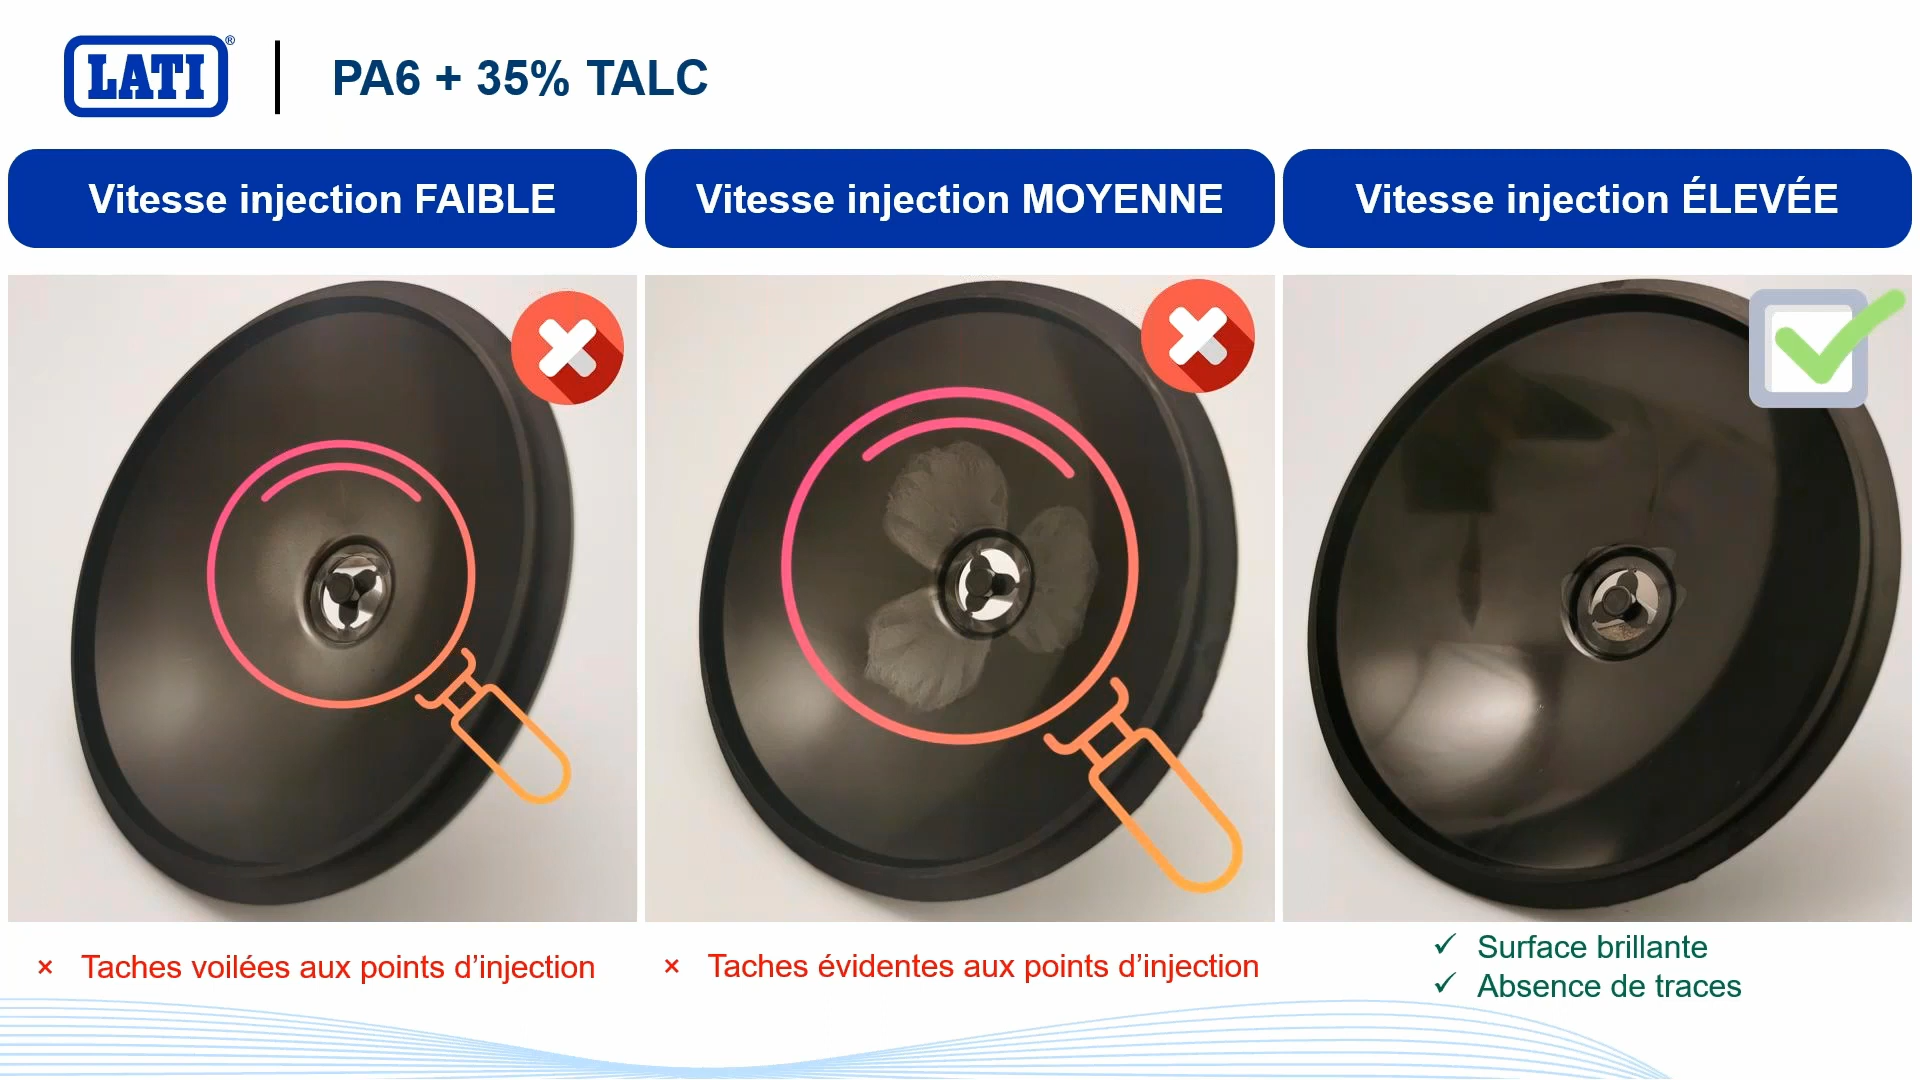 LATI®
PA6 + 35% TALC
Vitesse injection FAIBLE
Vitesse injection MOYENNE
Vitesse injection ÉLEVÉE
× Taches voilées aux points d’injection
× Taches évidentes aux points d’injection
✓ Surface brillante
✓ Absence de traces